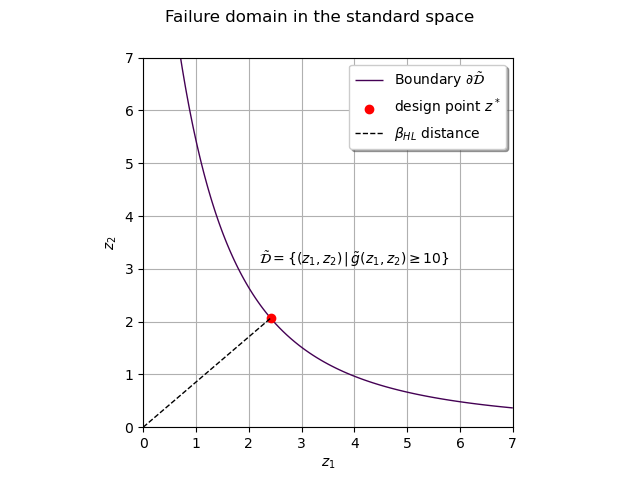 Failure domain in the standard space
7
6
5
4
3
2
1
0
z₂
Boundary ∂𝒟̃
design point z*
β_HL distance
𝒟̃ = {(z₁, z₂) | g̃(z₁, z₂) ≥ 10}
0 1 2 3 4 5 6 7
z₁